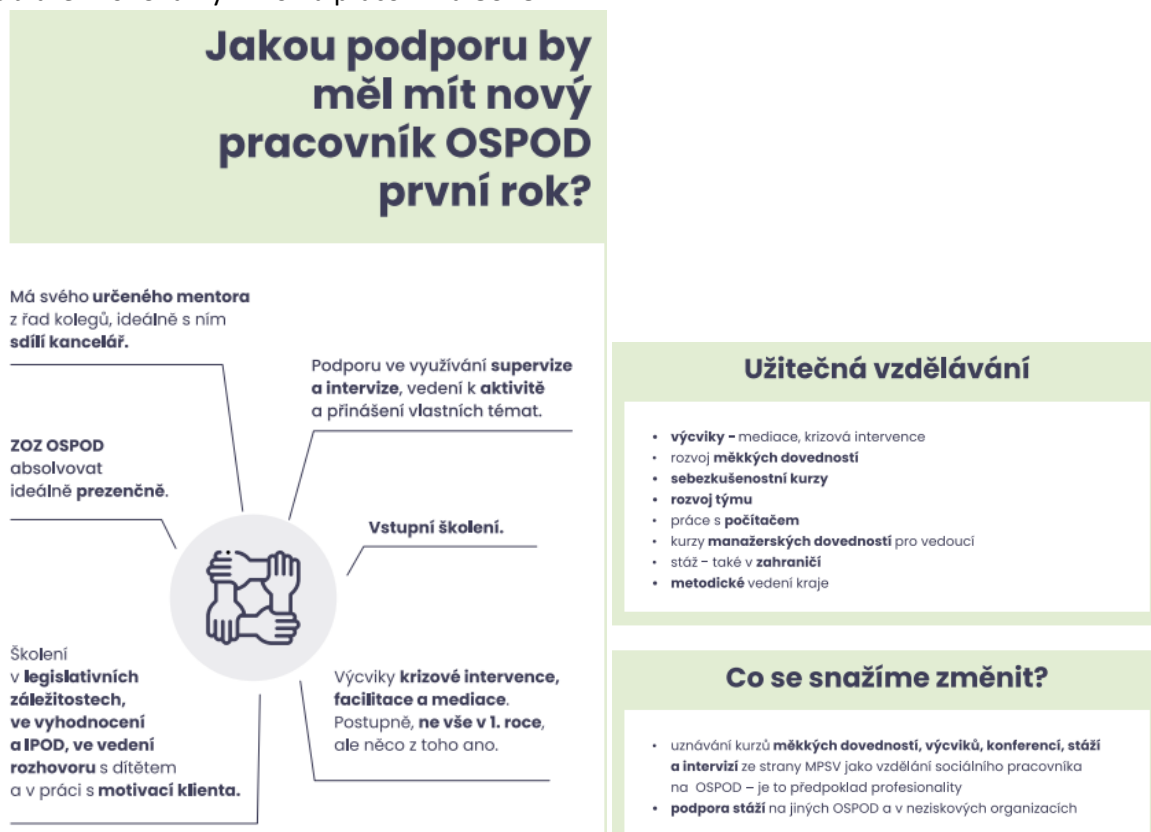 Jakou podporu by
měl mít nový
pracovník OSPOD
první rok?
Má svého určeného mentora
z řad kolegů, ideálně s ním
sdílí kancelář.
Podporu ve využívání supervize
a intervize, vedení k aktivitě
a přinášení vlastních témat.
ZOZ OSPOD
absolvovat
ideálně prezenčně.
Vstupní školení.
Školení
v legislativních
záležitostech,
ve vyhodnocení
a IPOD, ve vedení
rozhovoru s dítětem
a v práci s motivací klienta.
Výcviky krizové intervence,
facilitace a mediace.
Postupně, ne vše v 1. roce,
ale něco z toho ano.
Užitečná vzdělávání
• výcviky - mediace, krizová intervence
• rozvoj měkkých dovedností
• sebezkušenostní kurzy
• rozvoj týmu
• práce s počítačem
• kurzy manažerských dovedností pro vedoucí
• stáž – také v zahraničí
• metodické vedení kraje
Co se snažíme změnit?
• uznávání kurzů měkkých dovedností, výcviků, konferencí, stáží
a intervizí ze strany MPSV jako vzdělání sociálního pracovníka
na OSPOD – je to předpoklad profesionality
• podpora stáží na jiných OSPOD a v neziskových organizacích